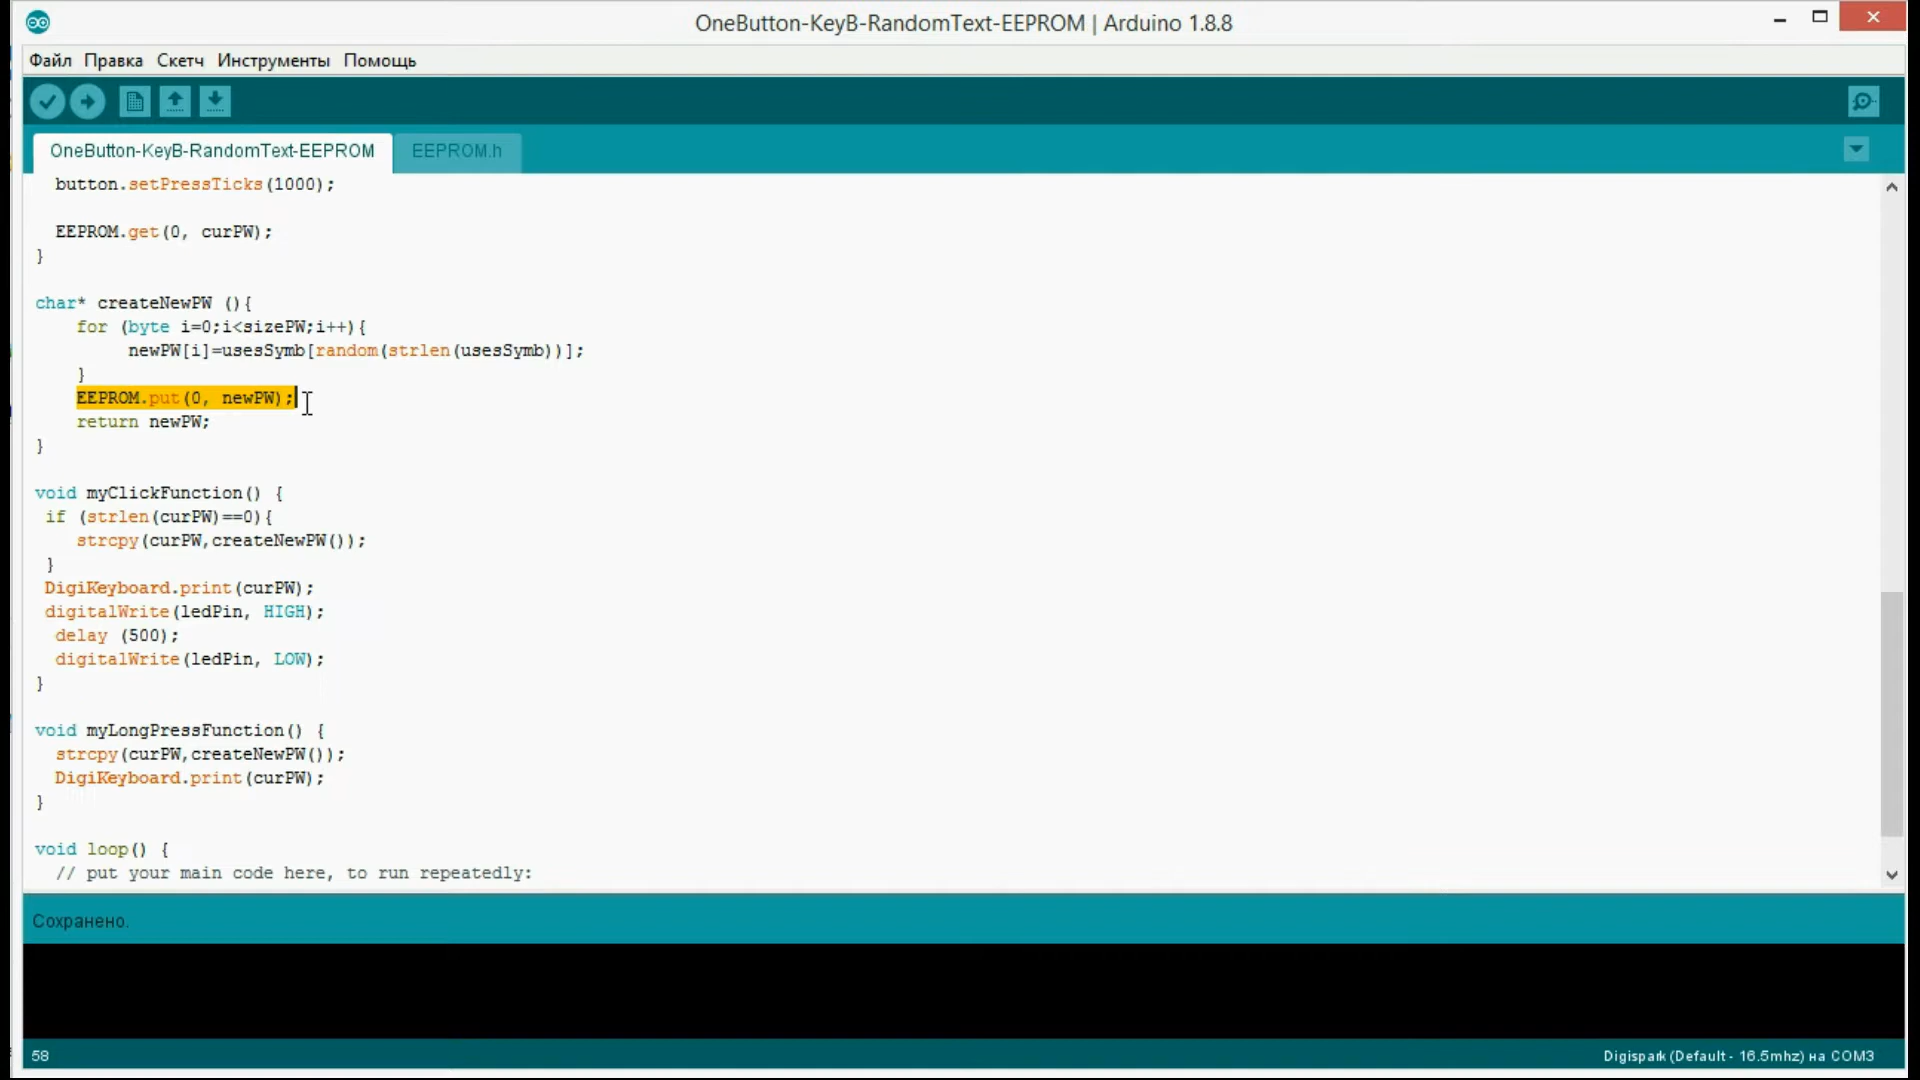 OneButton-KeyB-RandomText-EEPROM | Arduino 1.8.8
Файл Правка Скетч Инструменты Помощь
OneButton-KeyB-RandomText-EEPROM EEPROM.h
button.setPressTicks(1000);
EEPROM.get(0, curPW);
}
char* createNewPW (){
for (byte i=0;i<sizePW;i++){
newPW[i]=usesSymb[random(strlen(usesSymb))];
}
EEPROM.put(0, newPW);
return newPW;
}
void myClickFunction() {
if (strlen(curPW)==0){
strcpy(curPW,createNewPW());
}
DigiKeyboard.print(curPW);
digitalWrite(ledPin, HIGH);
delay (500);
digitalWrite(ledPin, LOW);
}
void myLongPressFunction() {
strcpy(curPW,createNewPW());
DigiKeyboard.print(curPW);
}
void loop() {
// put your main code here, to run repeatedly:
Сохранено.
58 Digispark (Default - 16.5mhz) на COM3